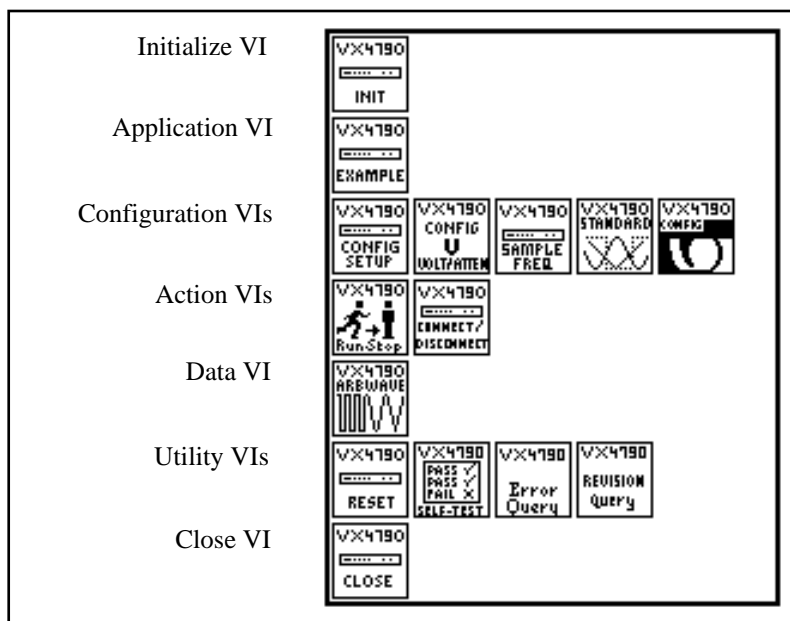 Initialize VI
VX4790
INIT
Application VI
VX4790
EXAMPLE
Configuration VIs
VX4790
CONFIG
SETUP
VX4790
CONFIG
V
VOLT/ATTEN
VX4790
SAMPLE
FREQ
VX4790
STANDARD
VX4790
CONFIG
Action VIs
VX4790
Run-Stop
VX4790
CONNECT/
DISCONNECT
Data VI
VX4790
ARBWAVE
Utility VIs
VX4790
RESET
VX4790
PASS ✓
PASS ✓
FAIL ×
SELF-TEST
VX4790
Error
Query
VX4790
REVISION
Query
Close VI
VX4790
CLOSE